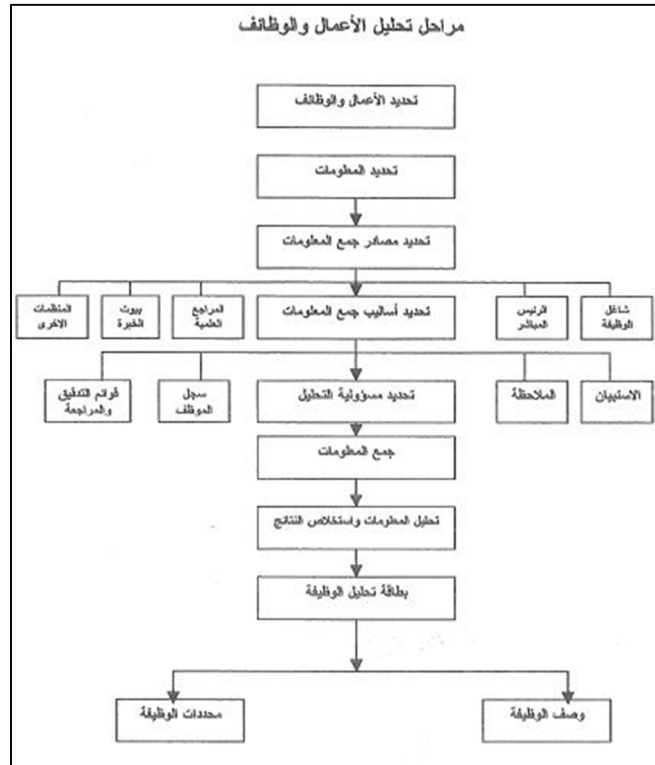 مراحل تحليل الأعمال والوظائف
تحديد الأعمال والوظائف
تحديد المعلومات
تحديد مصادر جمع المعلومات
شاغل
الوظيفة
الرئيس
المباشر
تحديد أساليب جمع المعلومات
المراجع
العلمية
بيوت
الخبرة
المنظمات
الاخرى
الاستبيان
الملاحظة
تحديد مسؤولية التحليل
سجل
الموظف
قوائم التدقيق
والمراجعة
جمع المعلومات
تحليل المعلومات واستخلاص النتائج
بطاقة تحليل الوظيفة
وصف الوظيفة
محددات الوظيفة